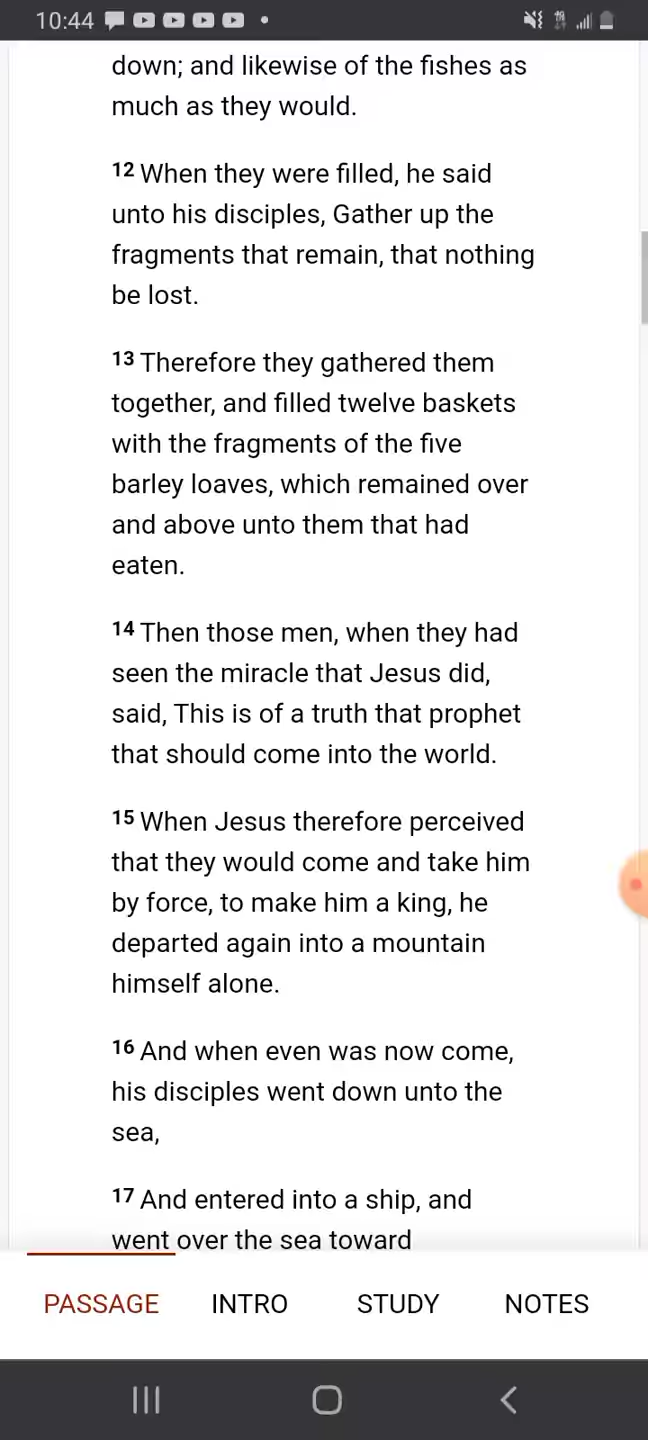 10:44
down; and likewise of the fishes as
much as they would.
12 When they were filled, he said
unto his disciples, Gather up the
fragments that remain, that nothing
be lost.
13 Therefore they gathered them
together, and filled twelve baskets
with the fragments of the five
barley loaves, which remained over
and above unto them that had
eaten.
14 Then those men, when they had
seen the miracle that Jesus did,
said, This is of a truth that prophet
that should come into the world.
15 When Jesus therefore perceived
that they would come and take him
by force, to make him a king, he
departed again into a mountain
himself alone.
16 And when even was now come,
his disciples went down unto the
sea,
17 And entered into a ship, and
went over the sea toward
PASSAGE INTRO STUDY NOTES